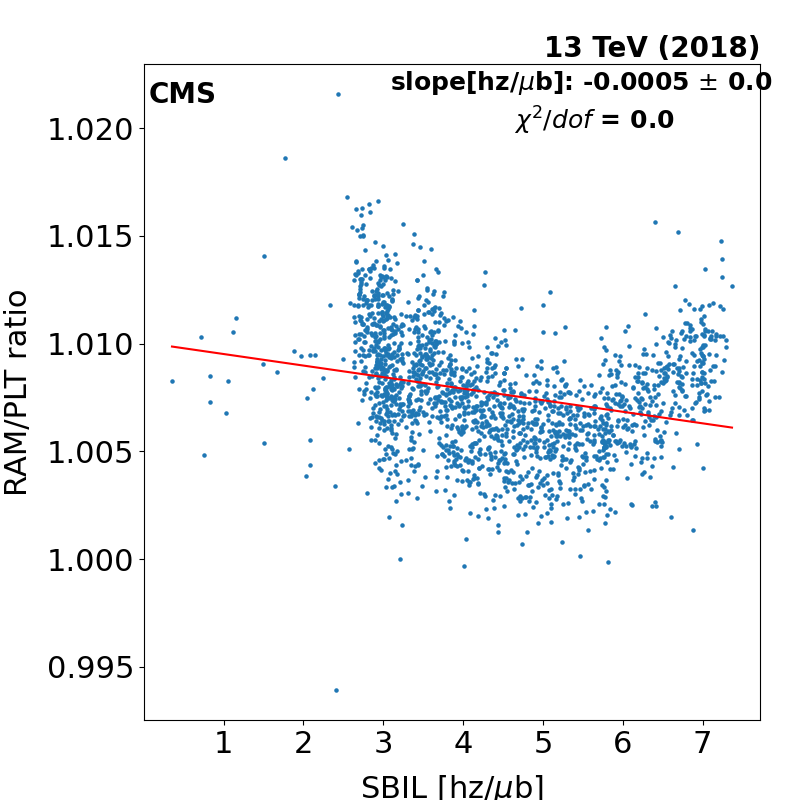 13 TeV (2018)
CMS
slope[hz/μb]: -0.0005 ± 0.0
χ²/dof = 0.0
1.020
1.015
1.010
1.005
1.000
0.995
RAM/PLT ratio
1 2 3 4 5 6 7
SBIL [hz/μb]